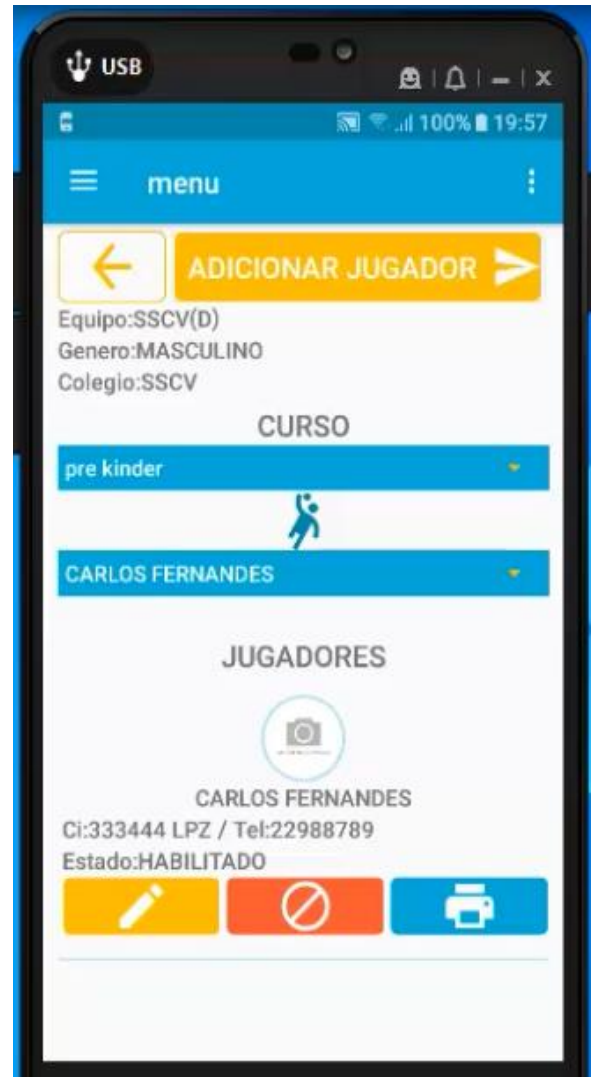 USB
100% 19:57
menu
ADICIONAR JUGADOR
Equipo:SSCV(D)
Genero:MASCULINO
Colegio:SSCV
CURSO
pre kinder
CARLOS FERNANDES
JUGADORES
CARLOS FERNANDES
Ci:333444 LPZ / Tel:22988789
Estado:HABILITADO